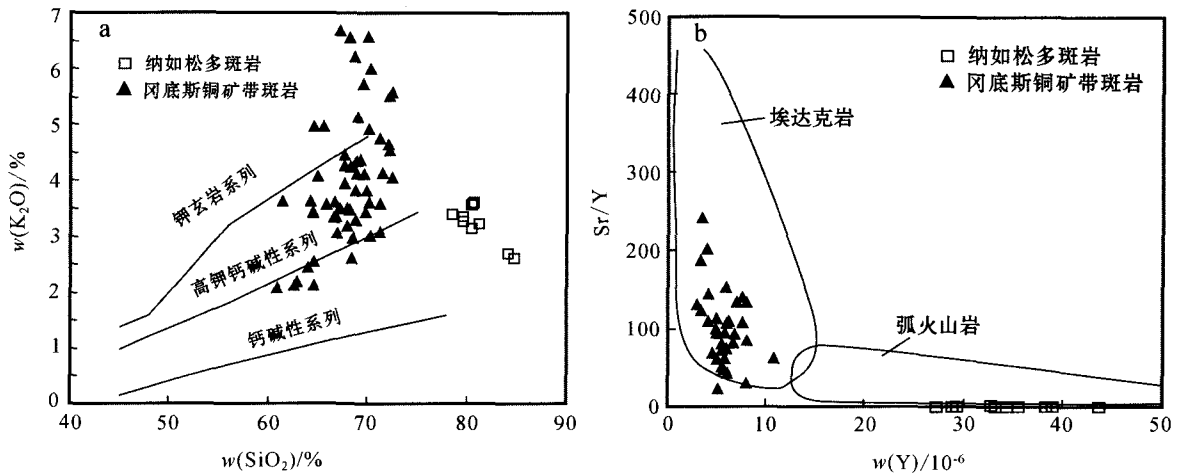 a
□ 纳如松多斑岩
▲ 冈底斯铜矿带斑岩
钾玄岩系列
高钾钙碱性系列
钙碱性系列
w(K₂O)/%
7
6
5
4
3
2
1
0
40 50 60 70 80 90
w(SiO₂)/%
b
□ 纳如松多斑岩
▲ 冈底斯铜矿带斑岩
埃达克岩
弧火山岩
Sr/Y
500
400
300
200
100
0
0 10 20 30 40 50
w(Y)/10⁻⁶